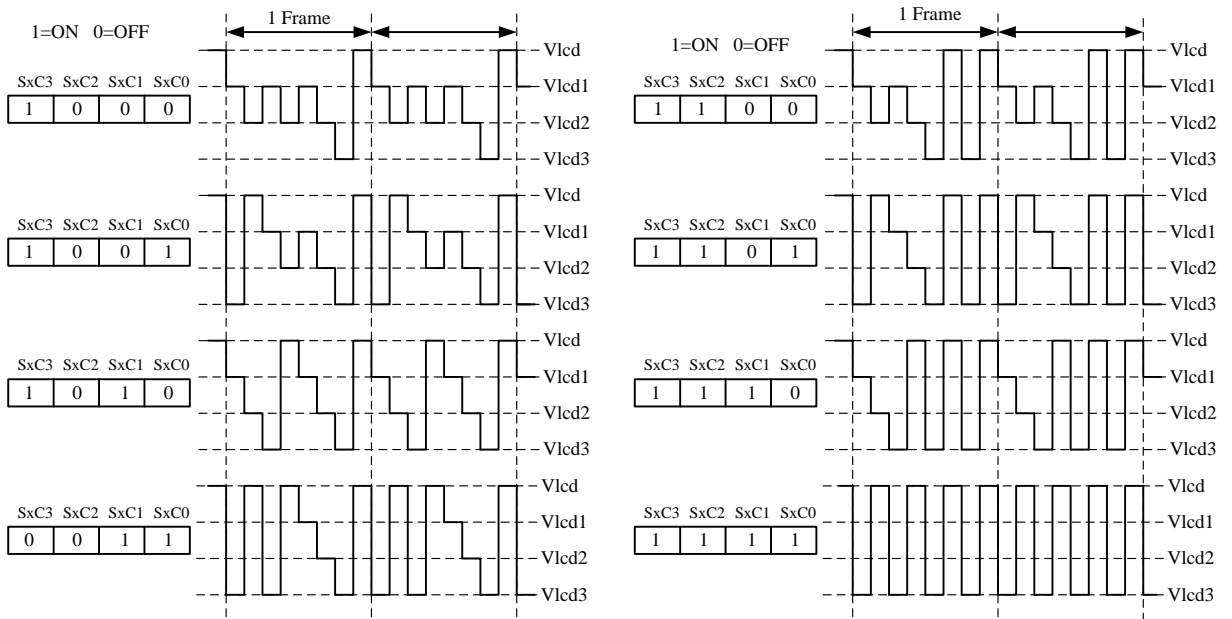 1 Frame
1=ON 0=OFF
Vlcd
SxC3 SxC2 SxC1 SxC0
Vlcd1
1 0 0 0
Vlcd2
Vlcd3
Vlcd
SxC3 SxC2 SxC1 SxC0
Vlcd1
1 0 0 1
Vlcd2
Vlcd3
Vlcd
SxC3 SxC2 SxC1 SxC0
Vlcd1
1 0 1 0
Vlcd2
Vlcd3
Vlcd
SxC3 SxC2 SxC1 SxC0
Vlcd1
0 0 1 1
Vlcd2
Vlcd3
1 Frame
1=ON 0=OFF
Vlcd
SxC3 SxC2 SxC1 SxC0
Vlcd1
1 1 0 0
Vlcd2
Vlcd3
Vlcd
SxC3 SxC2 SxC1 SxC0
Vlcd1
1 1 0 1
Vlcd2
Vlcd3
Vlcd
SxC3 SxC2 SxC1 SxC0
Vlcd1
1 1 1 0
Vlcd2
Vlcd3
Vlcd
SxC3 SxC2 SxC1 SxC0
Vlcd1
1 1 1 1
Vlcd2
Vlcd3